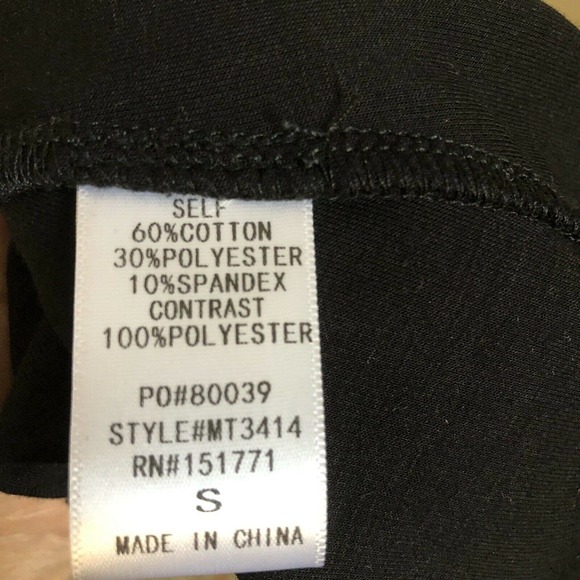 SELF
60%COTTON
30%POLYESTER
10%SPANDEX
CONTRAST
100%POLYESTER
PO#80039
STYLE#MT3414
RN#151771
S
MADE IN CHINA